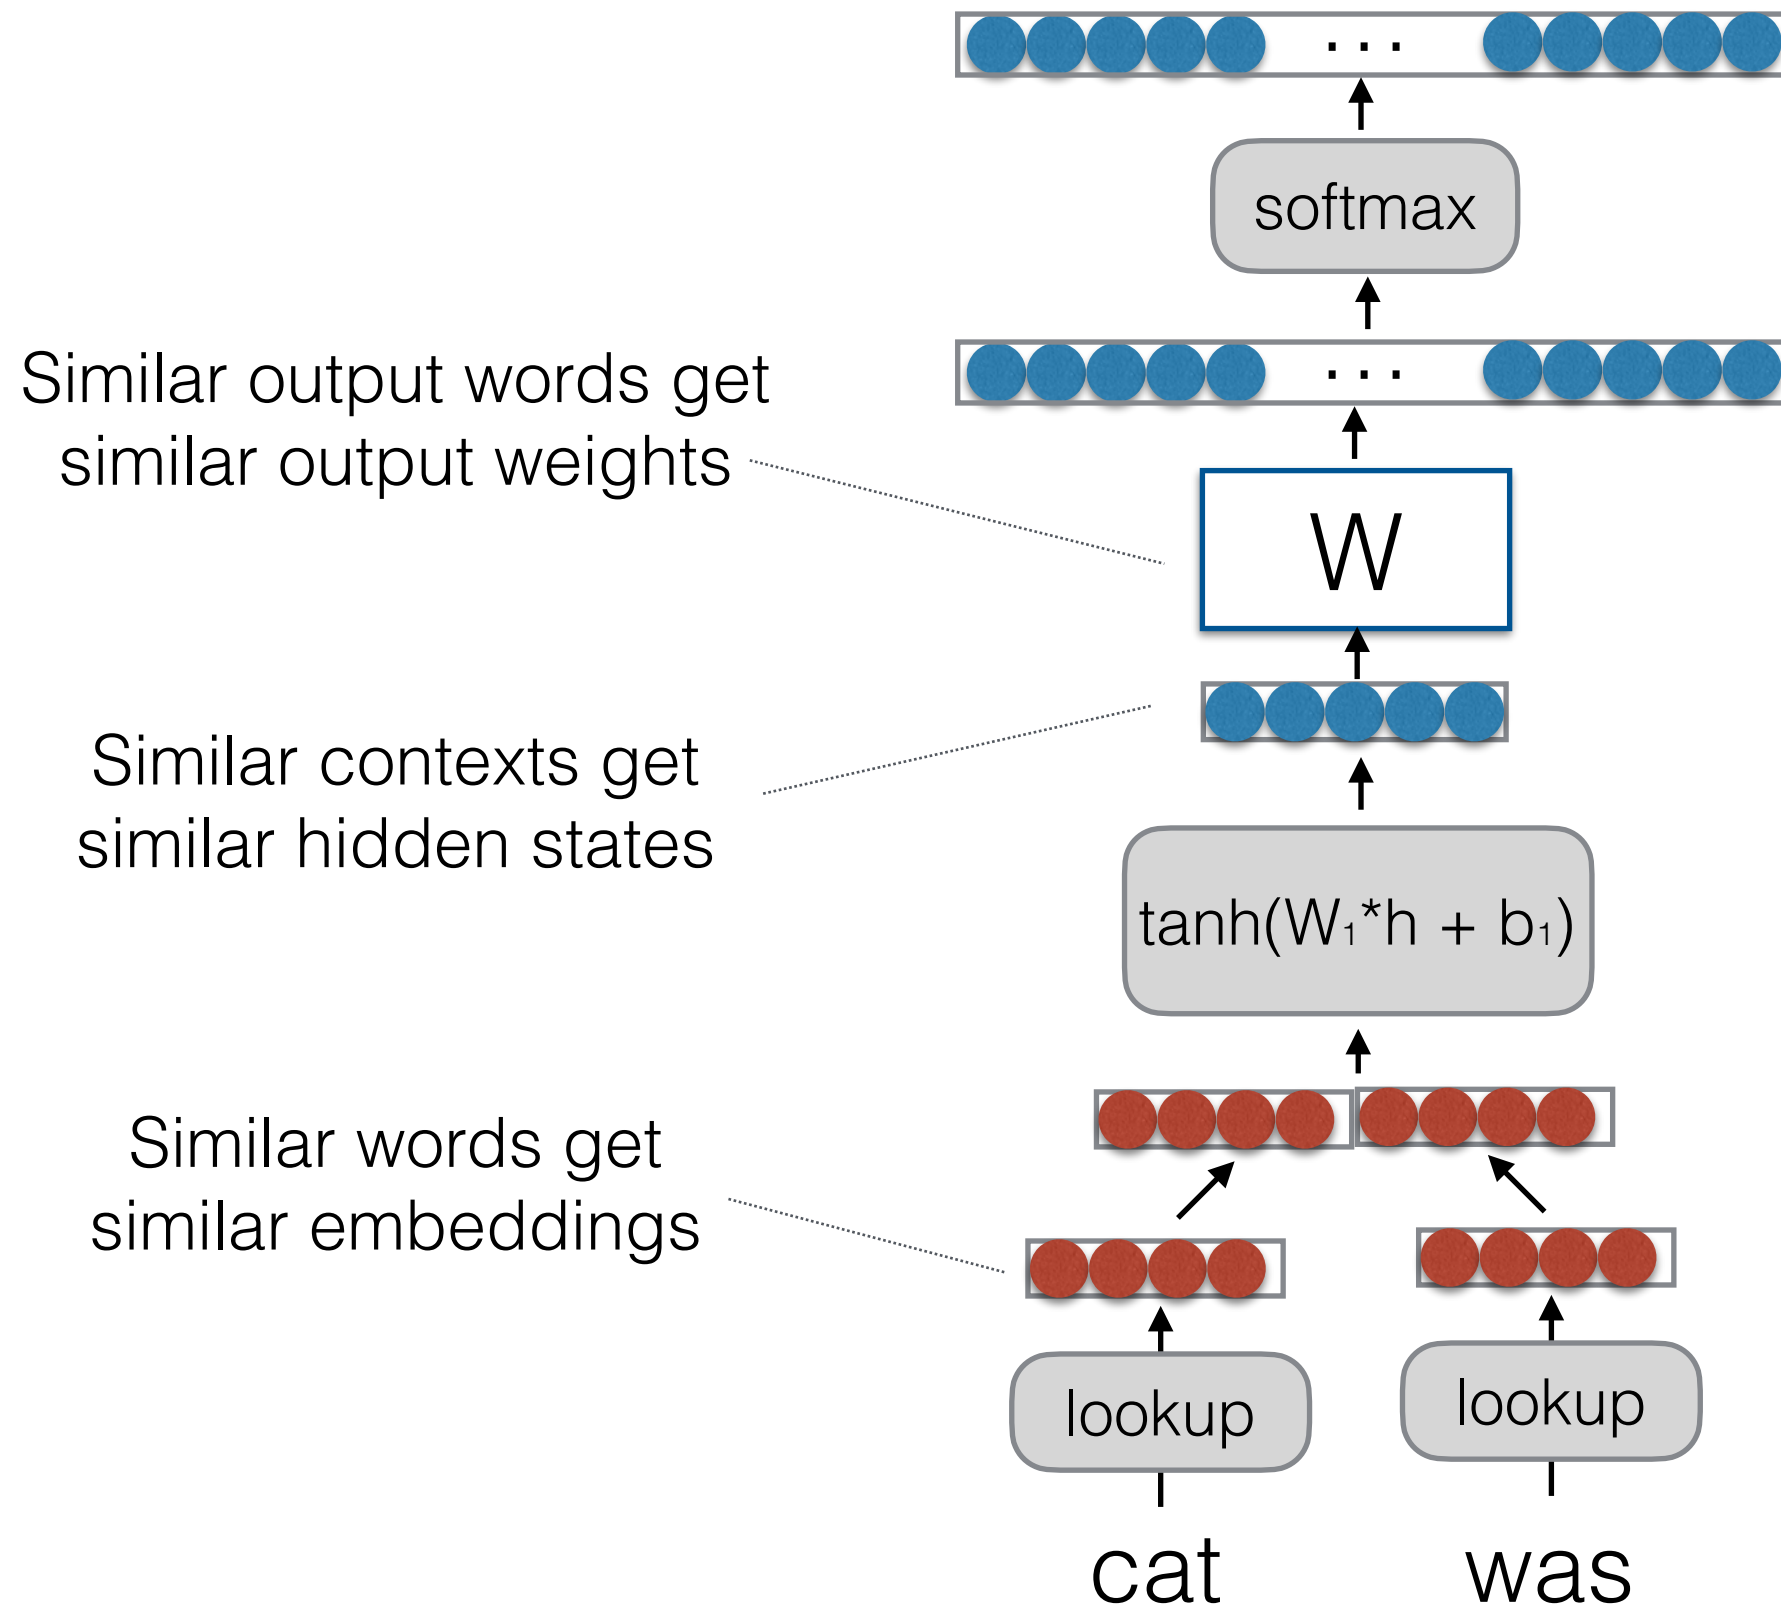 . . .
softmax
. . .
Similar output words get
similar output weights
W
Similar contexts get
similar hidden states
tanh(W₁*h + b₁)
Similar words get
similar embeddings
lookup
lookup
cat
was